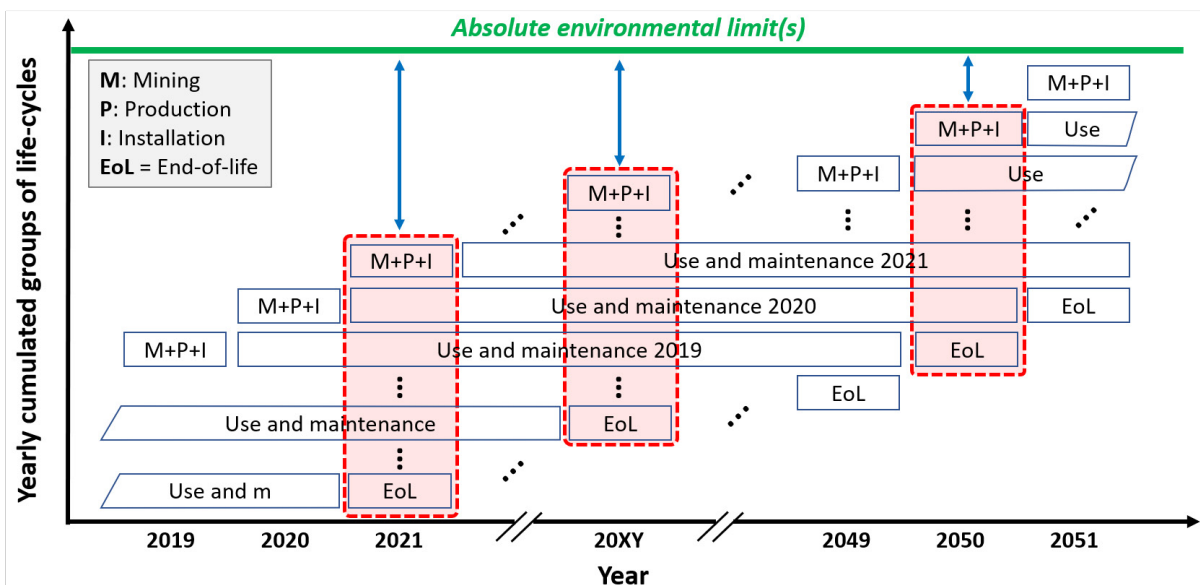 Absolute environmental limit(s)
Yearly cumulated groups of life-cycles
M: Mining
P: Production
I: Installation
EoL = End-of-life
M+P+I
M+P+I Use
M+P+I M+P+I Use
M+P+I Use and maintenance 2021
M+P+I Use and maintenance 2020 EoL
M+P+I Use and maintenance 2019 EoL
EoL
Use and maintenance EoL
Use and m EoL
2019 2020 2021 20XY 2049 2050 2051
Year